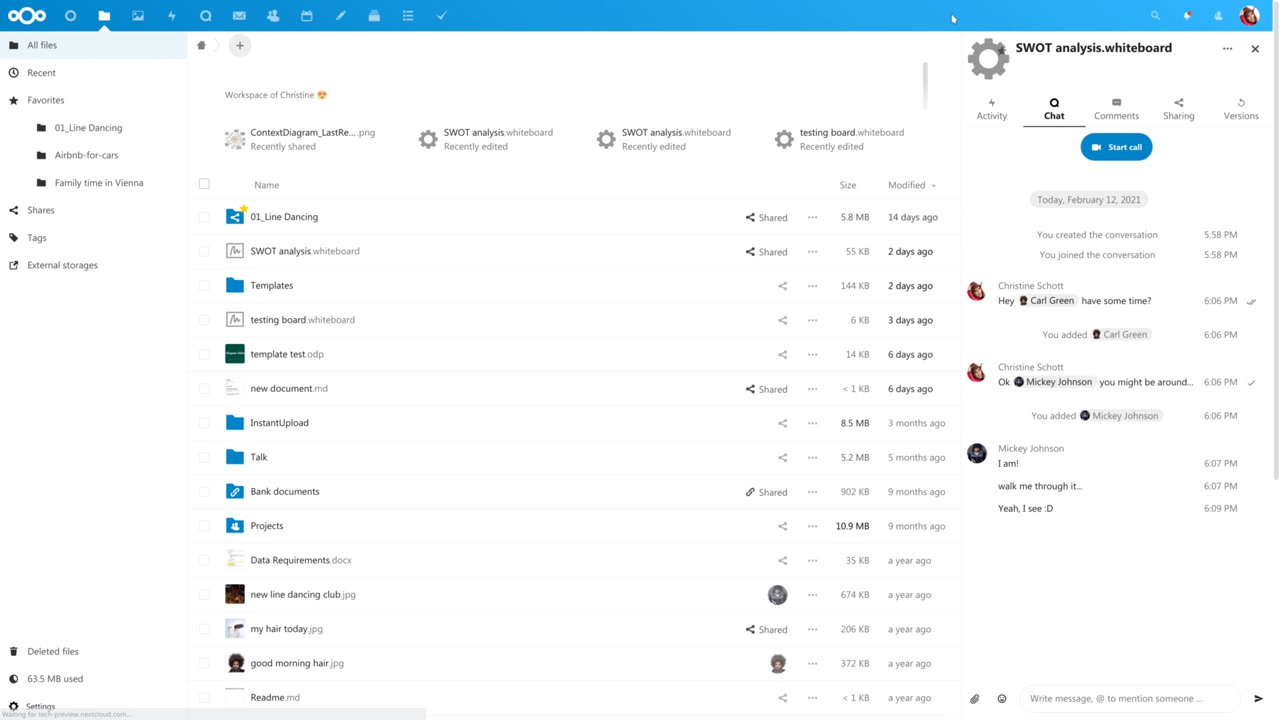 All files
Recent
Favorites
01_Line Dancing
Airbnb-for-cars
Family time in Vienna
Shares
Tags
External storages
Deleted files
63.5 MB used
Settings
Waiting for tech-preview.nextcloud.com...
Workspace of Christine 😍
ContextDiagram_LastRe....png
Recently shared
SWOT analysis.whiteboard
Recently edited
SWOT analysis.whiteboard
Recently edited
testing board.whiteboard
Recently edited
Name Size Modified
01_Line Dancing Shared 5.8 MB 14 days ago
SWOT analysis.whiteboard Shared 55 KB 2 days ago
Templates 144 KB 2 days ago
testing board.whiteboard 6 KB 3 days ago
template test.odp 14 KB 6 days ago
new document.md Shared < 1 KB 6 days ago
InstantUpload 8.5 MB 3 months ago
Talk 5.2 MB 5 months ago
Bank documents Shared 902 KB 9 months ago
Projects 10.9 MB 9 months ago
Data Requirements.docx 35 KB a year ago
new line dancing club.jpg 674 KB a year ago
my hair today.jpg Shared 206 KB a year ago
good morning hair.jpg 372 KB a year ago
Readme.md < 1 KB a year ago
SWOT analysis.whiteboard
Activity Chat Comments Sharing Versions
Start call
Today, February 12, 2021
You created the conversation 5:58 PM
You joined the conversation 5:58 PM
Christine Schott
Hey Carl Green have some time? 6:06 PM
You added Carl Green 6:06 PM
Christine Schott
Ok Mickey Johnson you might be around... 6:06 PM
You added Mickey Johnson 6:06 PM
Mickey Johnson
I am! 6:07 PM
walk me through it... 6:07 PM
Yeah, I see :D 6:09 PM
Write message, @ to mention someone ...